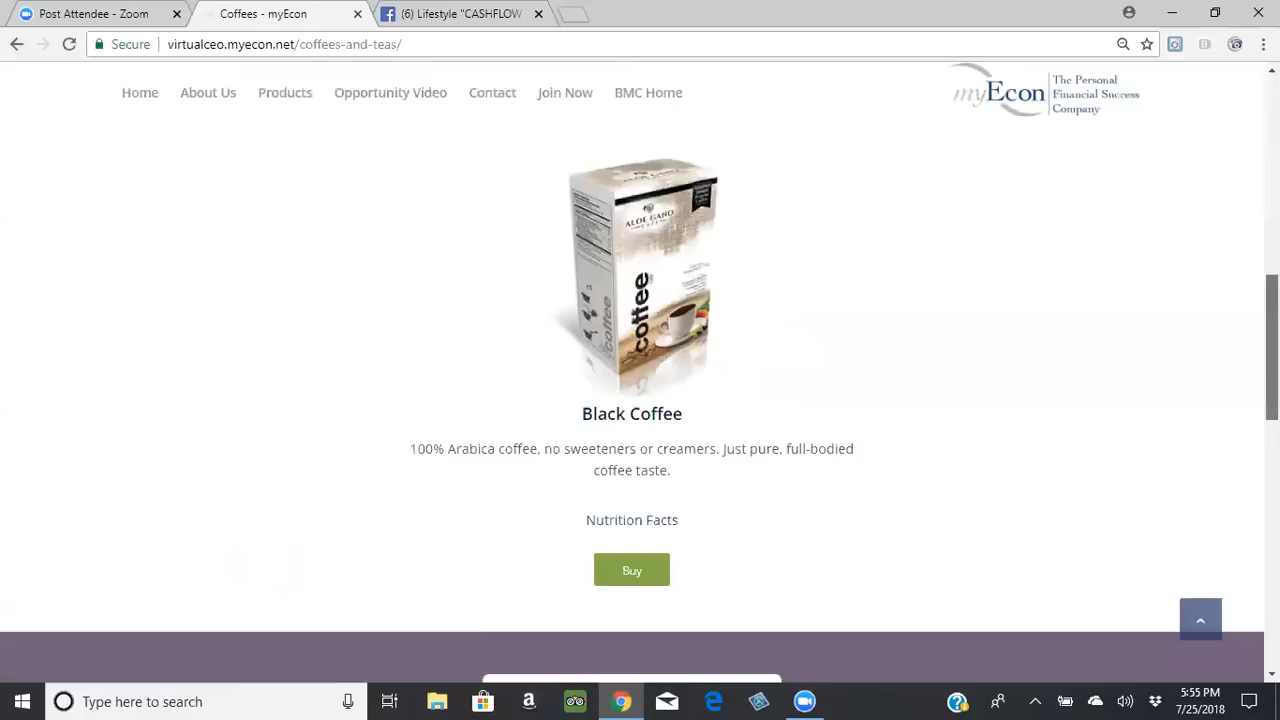 Post Attendee - Zoom
Coffees - myEcon
(6) Lifestyle "CASHFLOW
Secure
virtualceo.myecon.net/coffees-and-teas/
Home
About Us
Products
Opportunity Video
Contact
Join Now
BMC Home
myEcon
The Personal
Financial Success
Company
ALOE GANO
CAFE
coffee
coffee
Black Coffee
100% Arabica coffee, no sweeteners or creamers. Just pure, full-bodied
coffee taste.
Nutrition Facts
Buy
Type here to search
5:55 PM
7/25/2018